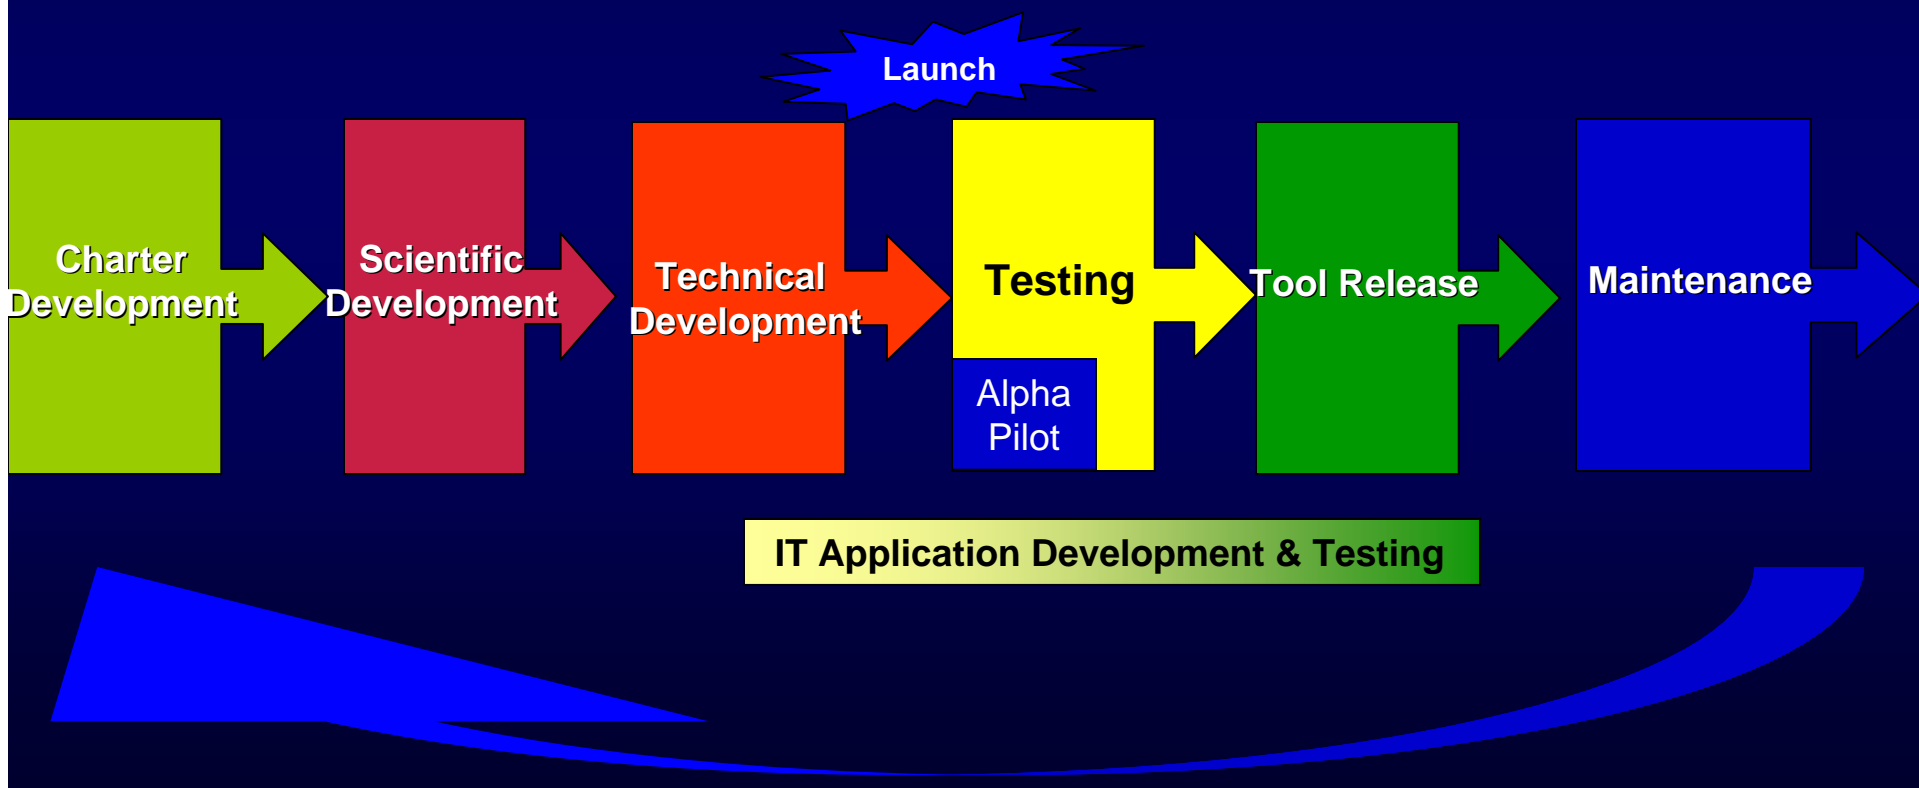 Launch
Charter
Development
Scientific
Development
Technical
Development
Testing
Alpha
Pilot
Tool Release
Maintenance
IT Application Development & Testing